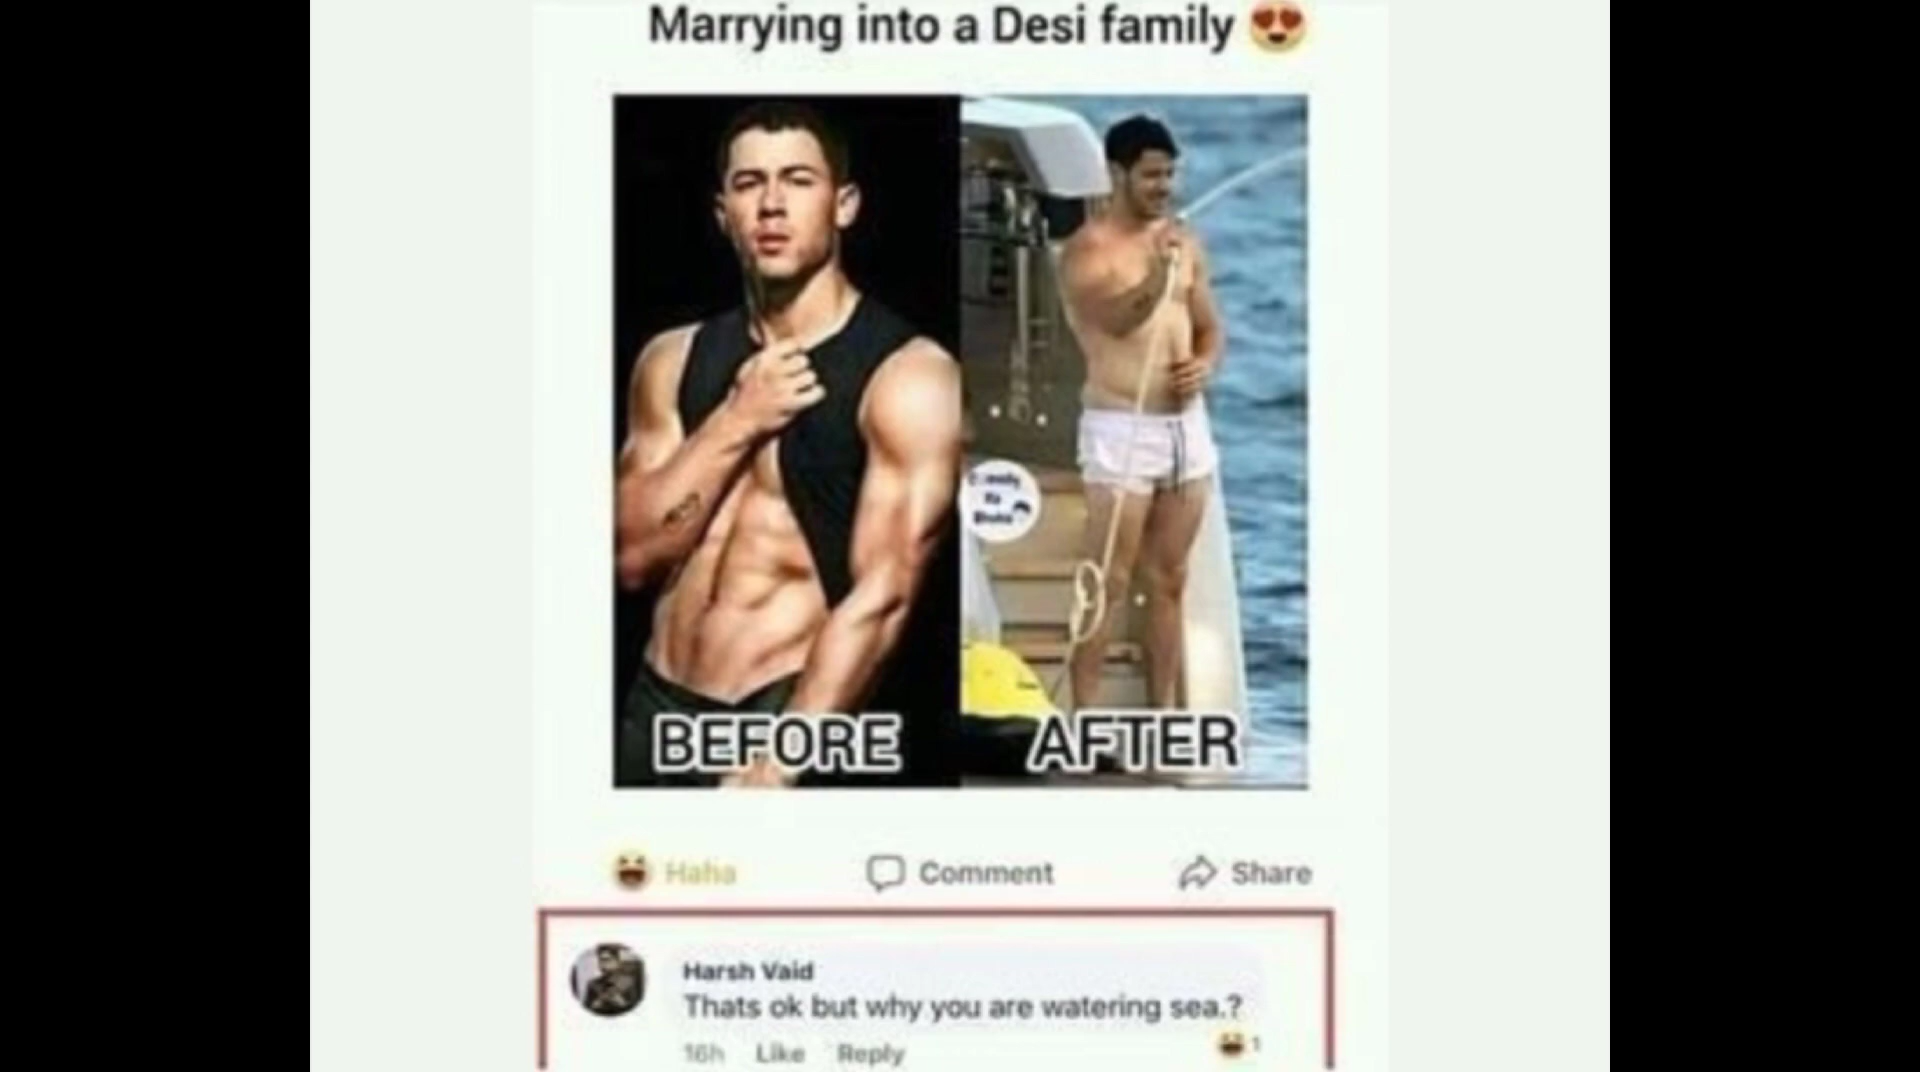 Marrying into a Desi family 😍
BEFORE
AFTER
Haha
Comment
Share
Harsh Vaid
Thats ok but why you are watering sea.?
16h Like Reply
1